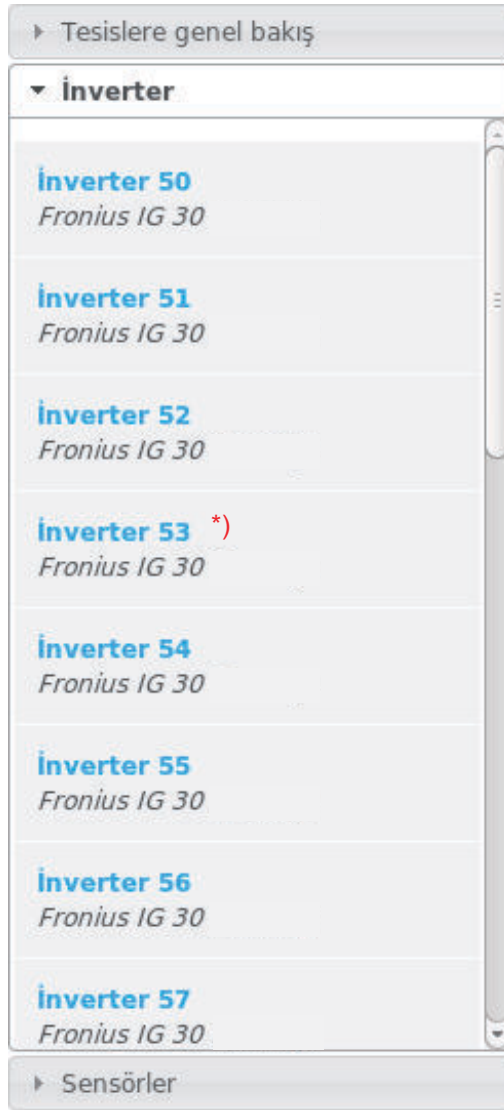 Tesislere genel bakış
İnverter
İnverter 50
Fronius IG 30
İnverter 51
Fronius IG 30
İnverter 52
Fronius IG 30
İnverter 53 *)
Fronius IG 30
İnverter 54
Fronius IG 30
İnverter 55
Fronius IG 30
İnverter 56
Fronius IG 30
İnverter 57
Fronius IG 30
Sensörler